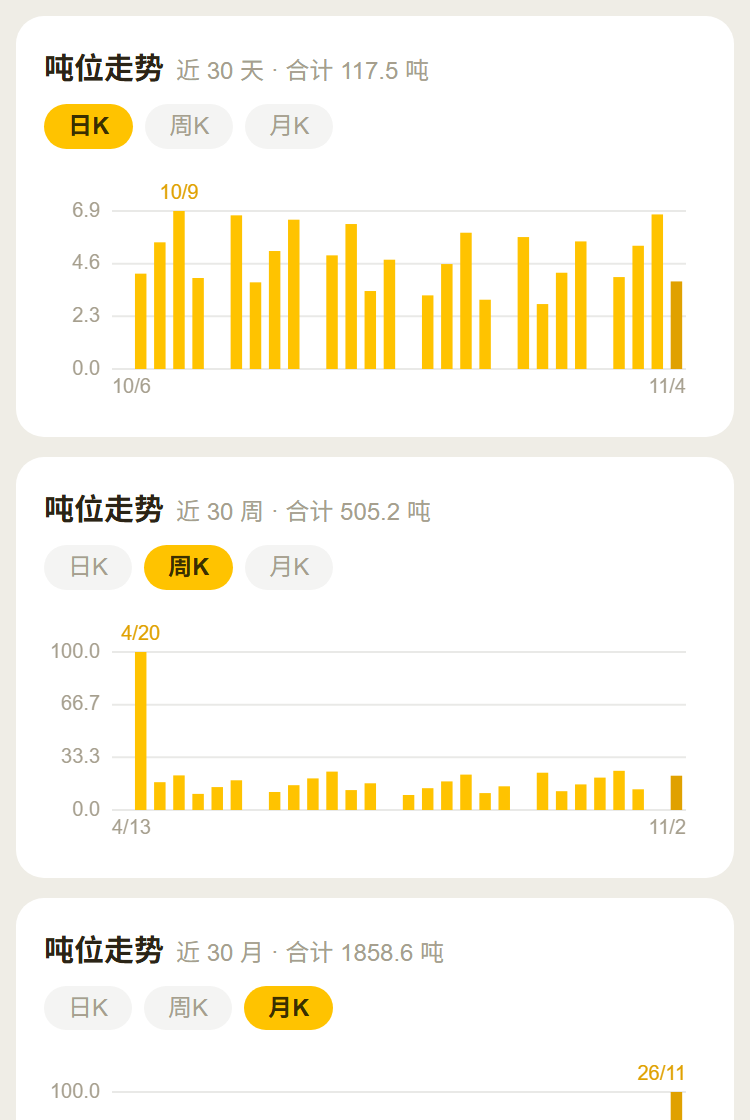 吨位走势 近 30 天 · 合计 117.5 吨
日K 周K 月K
10/9
6.9
4.6
2.3
0.0
10/6 11/4
吨位走势 近 30 周 · 合计 505.2 吨
日K 周K 月K
4/20
100.0
66.7
33.3
0.0
4/13 11/2
吨位走势 近 30 月 · 合计 1858.6 吨
日K 周K 月K
26/11
100.0